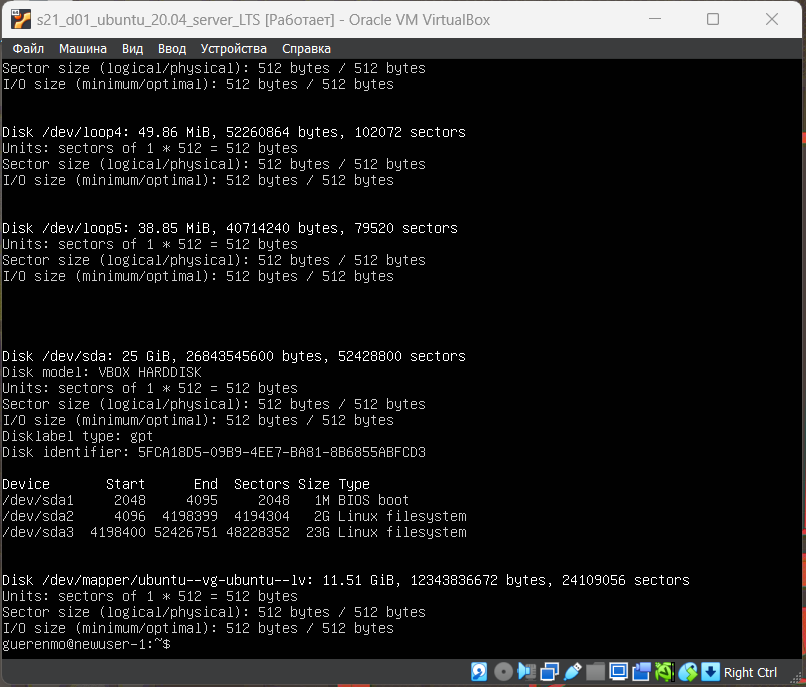 s21_d01_ubuntu_20.04_server_LTS [Работает] - Oracle VM VirtualBox
Файл Машина Вид Ввод Устройства Справка
Sector size (logical/physical): 512 bytes / 512 bytes
I/O size (minimum/optimal): 512 bytes / 512 bytes
Disk /dev/loop4: 49.86 MiB, 52260864 bytes, 102072 sectors
Units: sectors of 1 * 512 = 512 bytes
Sector size (logical/physical): 512 bytes / 512 bytes
I/O size (minimum/optimal): 512 bytes / 512 bytes
Disk /dev/loop5: 38.85 MiB, 40714240 bytes, 79520 sectors
Units: sectors of 1 * 512 = 512 bytes
Sector size (logical/physical): 512 bytes / 512 bytes
I/O size (minimum/optimal): 512 bytes / 512 bytes
Disk /dev/sda: 25 GiB, 26843545600 bytes, 52428800 sectors
Disk model: VBOX HARDDISK
Units: sectors of 1 * 512 = 512 bytes
Sector size (logical/physical): 512 bytes / 512 bytes
I/O size (minimum/optimal): 512 bytes / 512 bytes
Disklabel type: gpt
Disk identifier: 5FCA18D5-09B9-4EE7-BA81-8B6855ABFCD3
Device Start End Sectors Size Type
/dev/sda1 2048 4095 2048 1M BIOS boot
/dev/sda2 4096 4198399 4194304 2G Linux filesystem
/dev/sda3 4198400 52426751 48228352 23G Linux filesystem
Disk /dev/mapper/ubuntu--vg-ubuntu--lv: 11.51 GiB, 12343836672 bytes, 24109056 sectors
Units: sectors of 1 * 512 = 512 bytes
Sector size (logical/physical): 512 bytes / 512 bytes
I/O size (minimum/optimal): 512 bytes / 512 bytes
guerenmo@newuser-1:~$
Right Ctrl